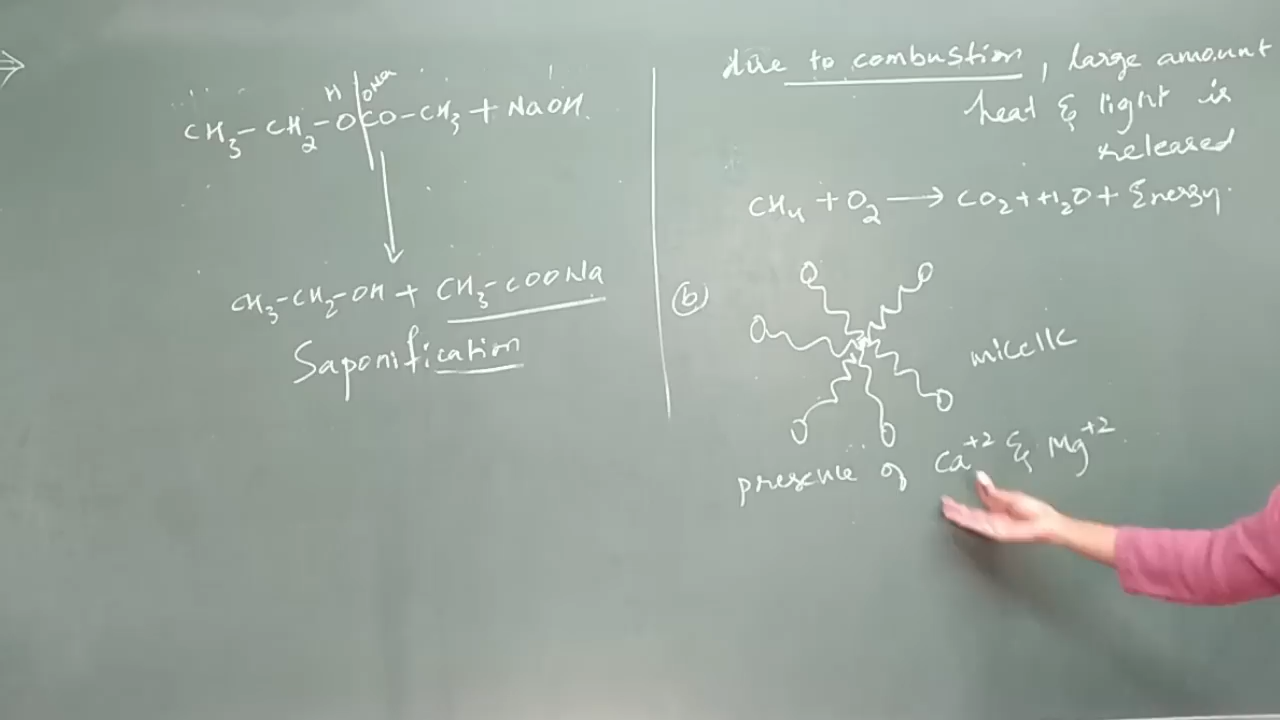 CH₃-CH₂-O|CO-CH₃ + NaOH.
H ONa
CH₃-CH₂-OH + CH₃-COONa
Saponification
due to combustion, large amount
heat & light is
released
CH₄ + O₂ ⟶ CO₂ + H₂O + Energy.
(b)
micelle
presence of Ca⁺² & Mg⁺².